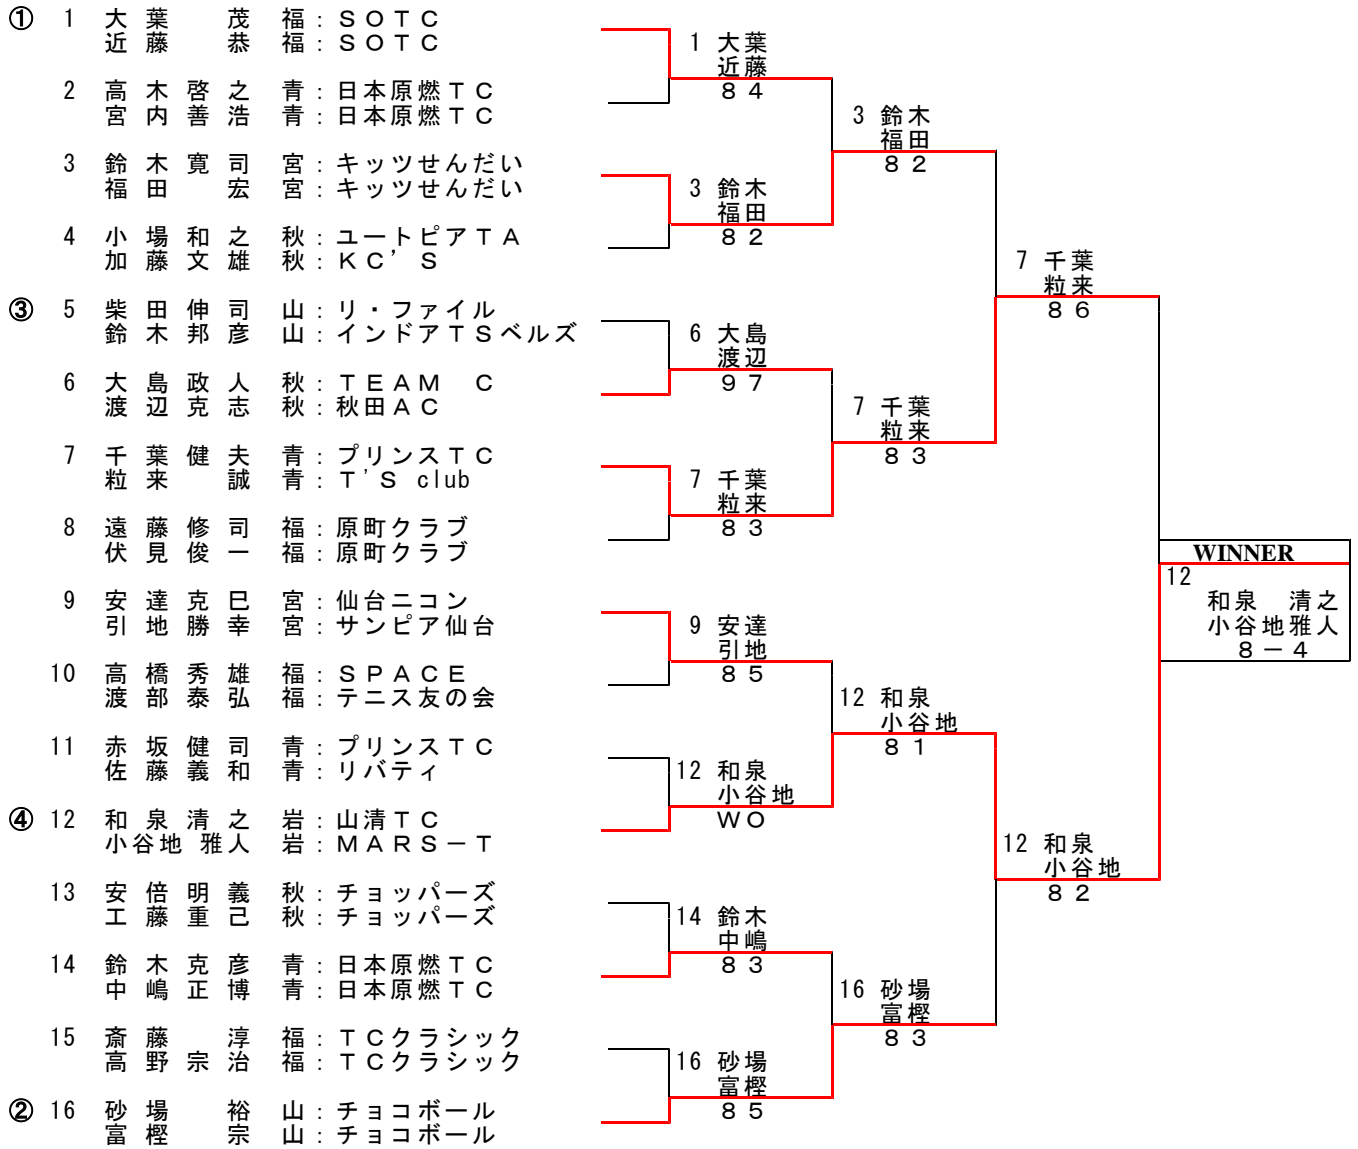 ① 1 大葉 茂 福：ＳＯＴＣ
近藤 恭 福：ＳＯＴＣ
2 高木啓之 青：日本原燃ＴＣ
宮内善浩 青：日本原燃ＴＣ
3 鈴木寛司 宮：キッツせんだい
福田 宏 宮：キッツせんだい
4 小場和之 秋：ユートピアＴＡ
加藤文雄 秋：ＫＣ’Ｓ
③ 5 柴田伸司 山：リ・ファイル
鈴木邦彦 山：インドアＴＳベルズ
6 大島政人 秋：ＴＥＡＭ Ｃ
渡辺克志 秋：秋田ＡＣ
7 千葉健夫 青：プリンスＴＣ
粒来 誠 青：Ｔ'Ｓ club
8 遠藤修司 福：原町クラブ
伏見俊一 福：原町クラブ
9 安達克巳 宮：仙台ニコン
引地勝幸 宮：サンピア仙台
10 高橋秀雄 福：ＳＰＡＣＥ
渡部泰弘 福：テニス友の会
11 赤坂健司 青：プリンスＴＣ
佐藤義和 青：リバティ
④ 12 和泉清之 岩：山清ＴＣ
小谷地 雅人 岩：ＭＡＲＳ－Ｔ
13 安倍明義 秋：チョッパーズ
工藤重己 秋：チョッパーズ
14 鈴木克彦 青：日本原燃ＴＣ
中嶋正博 青：日本原燃ＴＣ
15 斎藤 淳 福：ＴＣクラシック
高野宗治 福：ＴＣクラシック
② 16 砂場 裕 山：チョコボール
富樫 宗 山：チョコボール
1 大葉
近藤
８４
3 鈴木
福田
８２
6 大島
渡辺
９７
7 千葉
粒来
８３
9 安達
引地
８５
12 和泉
小谷地
ＷＯ
14 鈴木
中嶋
８３
16 砂場
富樫
８５
3 鈴木
福田
８２
7 千葉
粒来
８３
12 和泉
小谷地
８１
16 砂場
富樫
８３
7 千葉
粒来
８６
12 和泉
小谷地
８２
WINNER
12
和泉 清之
小谷地雅人
８－４